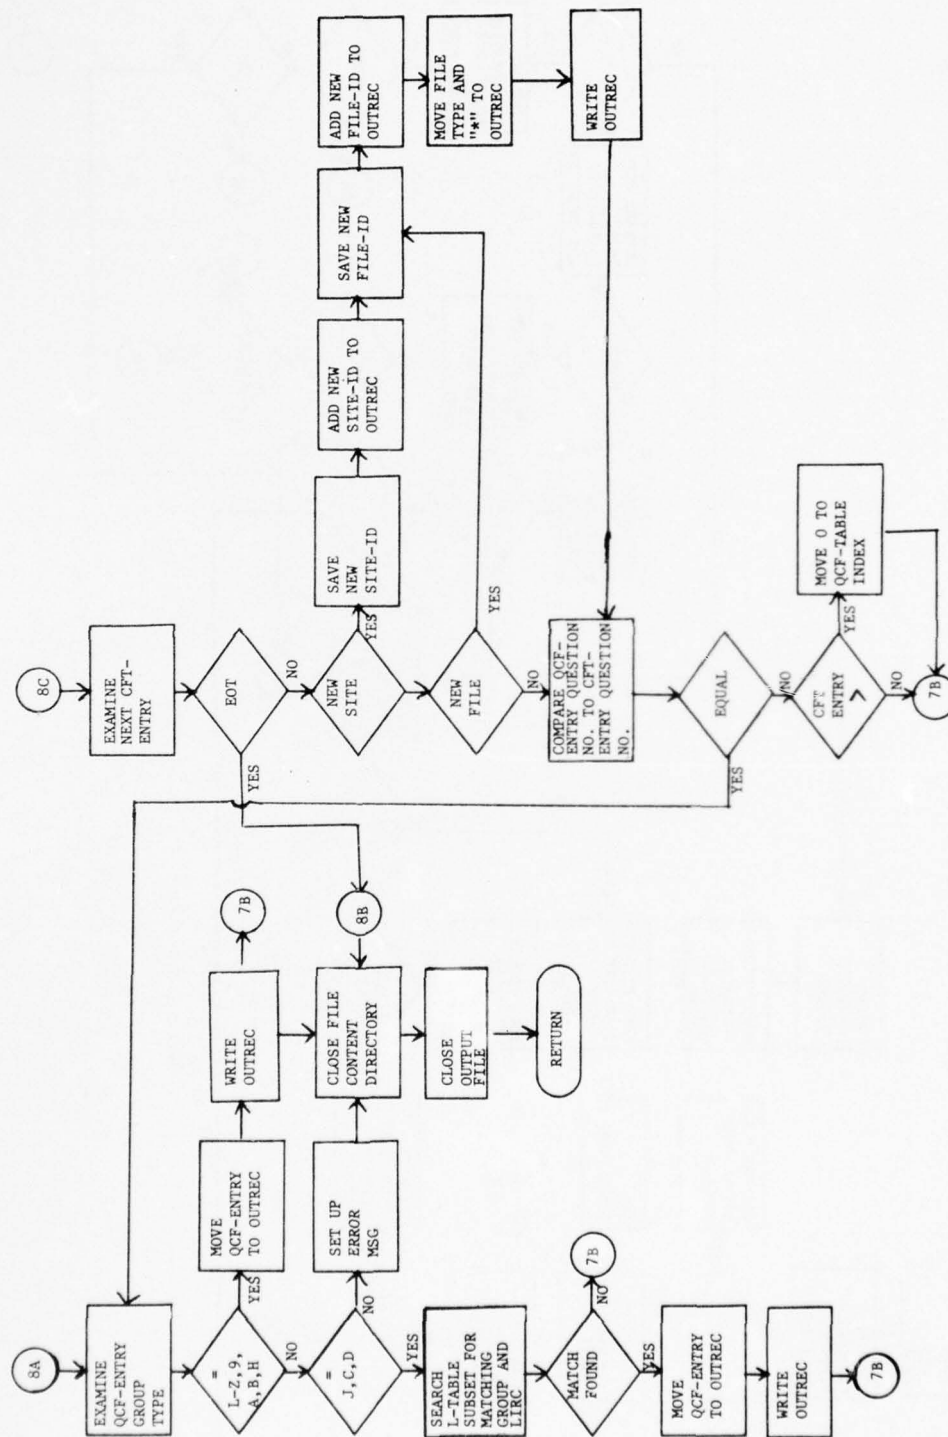 8A
EXAMINE
QCF-ENTRY
GROUP
TYPE
=
L-Z,9,
A,B,H
YES
NO
MOVE
QCF-ENTRY
TO OUTREC
WRITE
OUTREC
7B
=
J,C,D
NO
YES
SET UP
ERROR
MSG
CLOSE FILE
CONTENT
DIRECTORY
8B
CLOSE
OUTPUT
FILE
RETURN
SEARCH
L-TABLE
SUBSET FOR
MATCHING
GROUP AND
LIRC
MATCH
FOUND
NO
7B
YES
MOVE
QCF-ENTRY
TO OUTREC
WRITE
OUTREC
7B
8C
EXAMINE
NEXT CFT-
ENTRY
EOT
YES
NO
NEW
SITE
YES
SAVE
NEW
SITE-ID
ADD NEW
SITE-ID TO
OUTREC
SAVE NEW
FILE-ID
ADD NEW
FILE-ID TO
OUTREC
MOVE FILE
TYPE AND
"*" TO
OUTREC
WRITE
OUTREC
NEW
FILE
YES
NO
COMPARE QCF-
ENTRY QUESTION
NO. TO CFT-
ENTRY QUESTION
NO.
EQUAL
YES
NO
CFT
ENTRY
>
YES
NO
MOVE 0 TO
QCF-TABLE
INDEX
7B